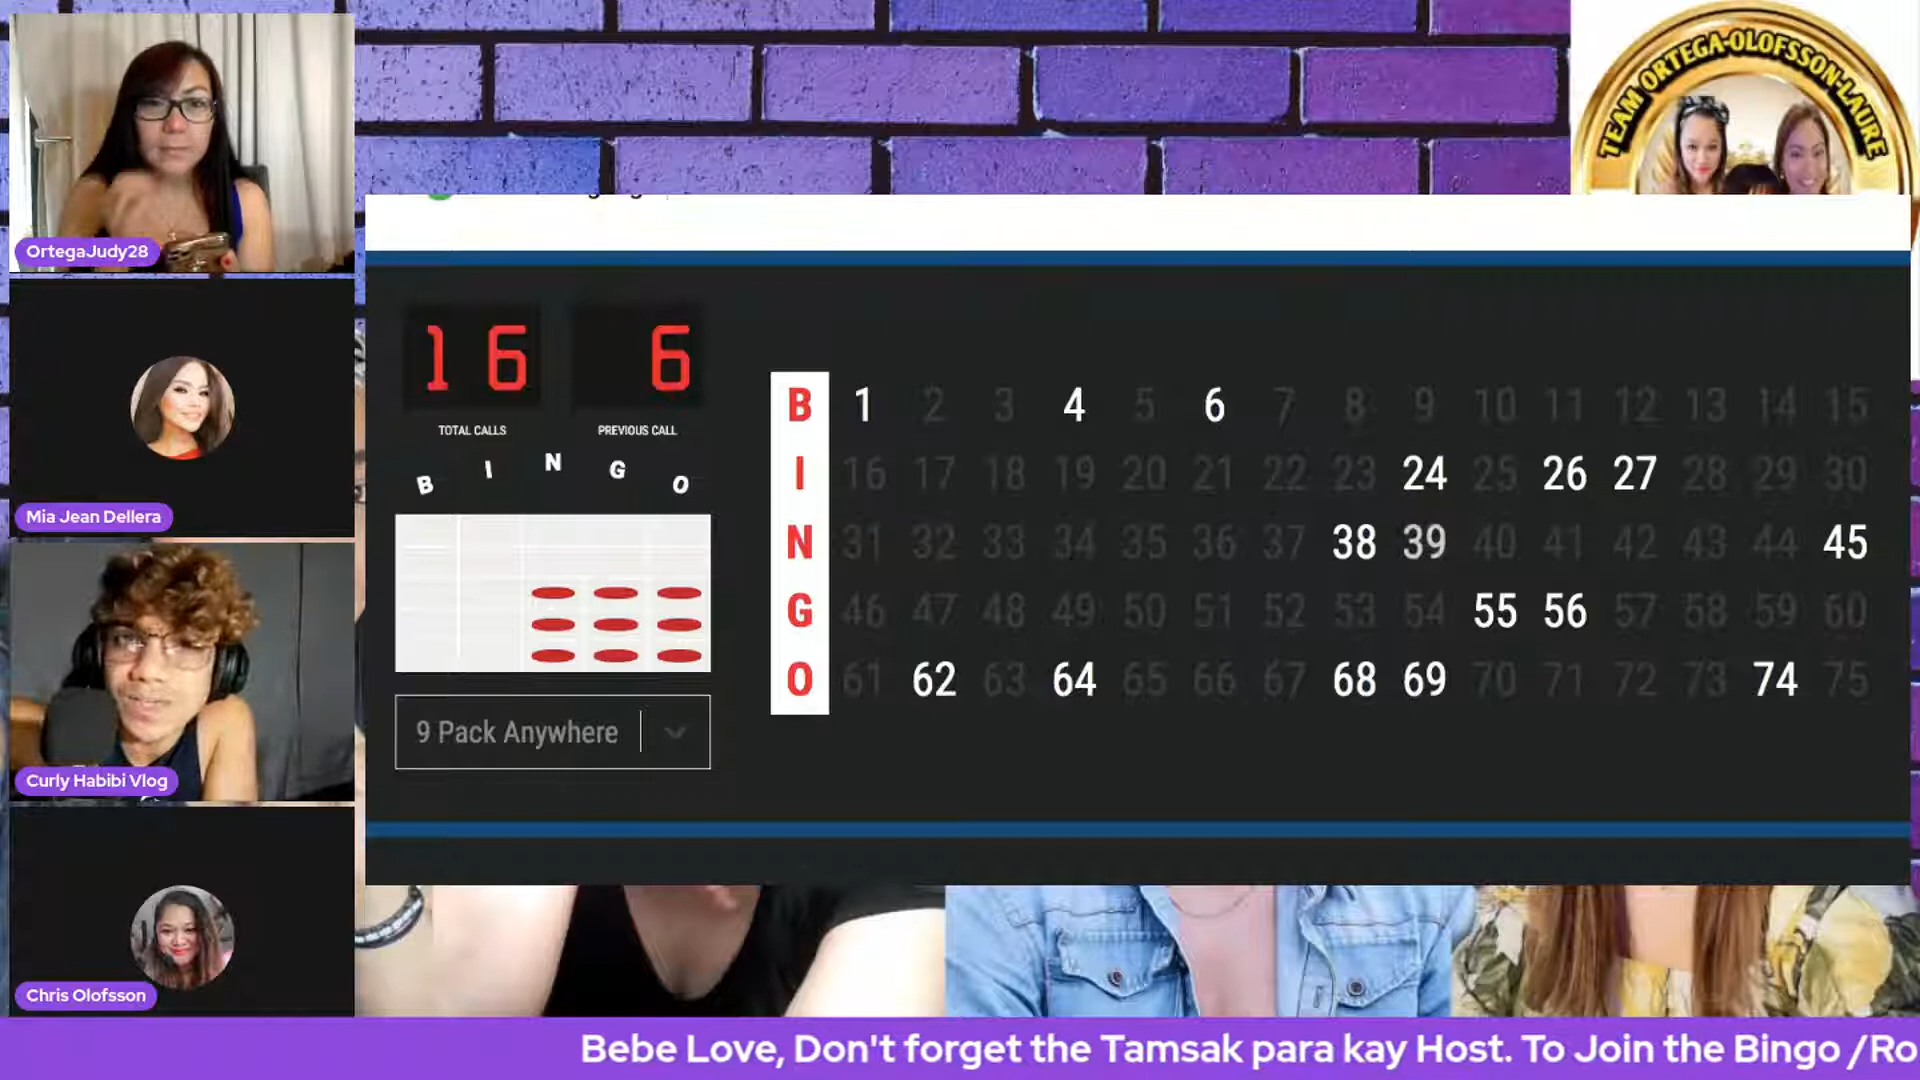 TEAM ORTEGA-OLOFSSON-LAURE
OrtegaJudy28
Mia Jean Dellera
Curly Habibi Vlog
Chris Olofsson
16 6
TOTAL CALLS PREVIOUS CALL
B I N G O
9 Pack Anywhere
B 1 2 3 4 5 6 7 8 9 10 11 12 13 14 15
I 16 17 18 19 20 21 22 23 24 25 26 27 28 29 30
N 31 32 33 34 35 36 37 38 39 40 41 42 43 44 45
G 46 47 48 49 50 51 52 53 54 55 56 57 58 59 60
O 61 62 63 64 65 66 67 68 69 70 71 72 73 74 75
Bebe Love, Don't forget the Tamsak para kay Host. To Join the Bingo /Ro